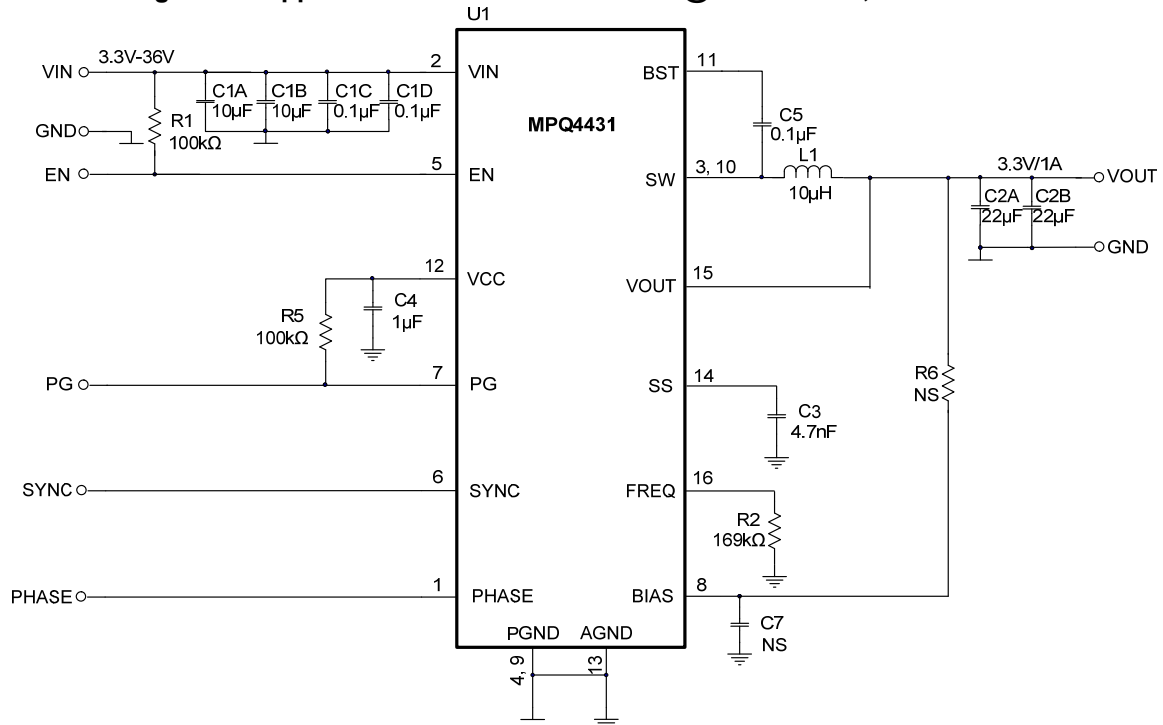 U1
3.3V-36V
VIN
2
VIN
C1A
10µF
C1B
10µF
C1C
0.1µF
C1D
0.1µF
GND
R1
100kΩ
EN
5
EN
MPQ4431
BST
11
C5
0.1µF
SW
3, 10
L1
10µH
3.3V/1A
VOUT
C2A
22µF
C2B
22µF
GND
12
VCC
C4
1µF
R5
100kΩ
VOUT
15
PG
7
PG
SS
14
C3
4.7nF
R6
NS
SYNC
6
SYNC
FREQ
16
R2
169kΩ
PHASE
1
PHASE
BIAS
8
C7
NS
PGND
AGND
4, 9
13